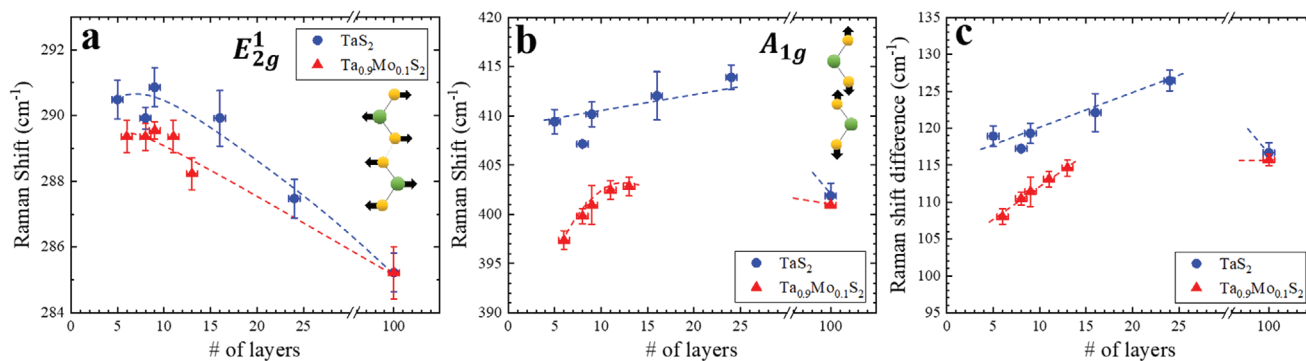 a
E¹₂g
TaS₂
Ta₀.₉Mo₀.₁S₂
Raman Shift (cm⁻¹)
292
290
288
286
284
0 5 10 15 20 25 100
# of layers
b
A₁g
TaS₂
Ta₀.₉Mo₀.₁S₂
Raman Shift (cm⁻¹)
420
415
410
405
400
395
390
0 5 10 15 20 25 100
# of layers
c
TaS₂
Ta₀.₉Mo₀.₁S₂
Raman shift difference (cm⁻¹)
135
130
125
120
115
110
105
100
95
0 5 10 15 20 25 100
# of layers